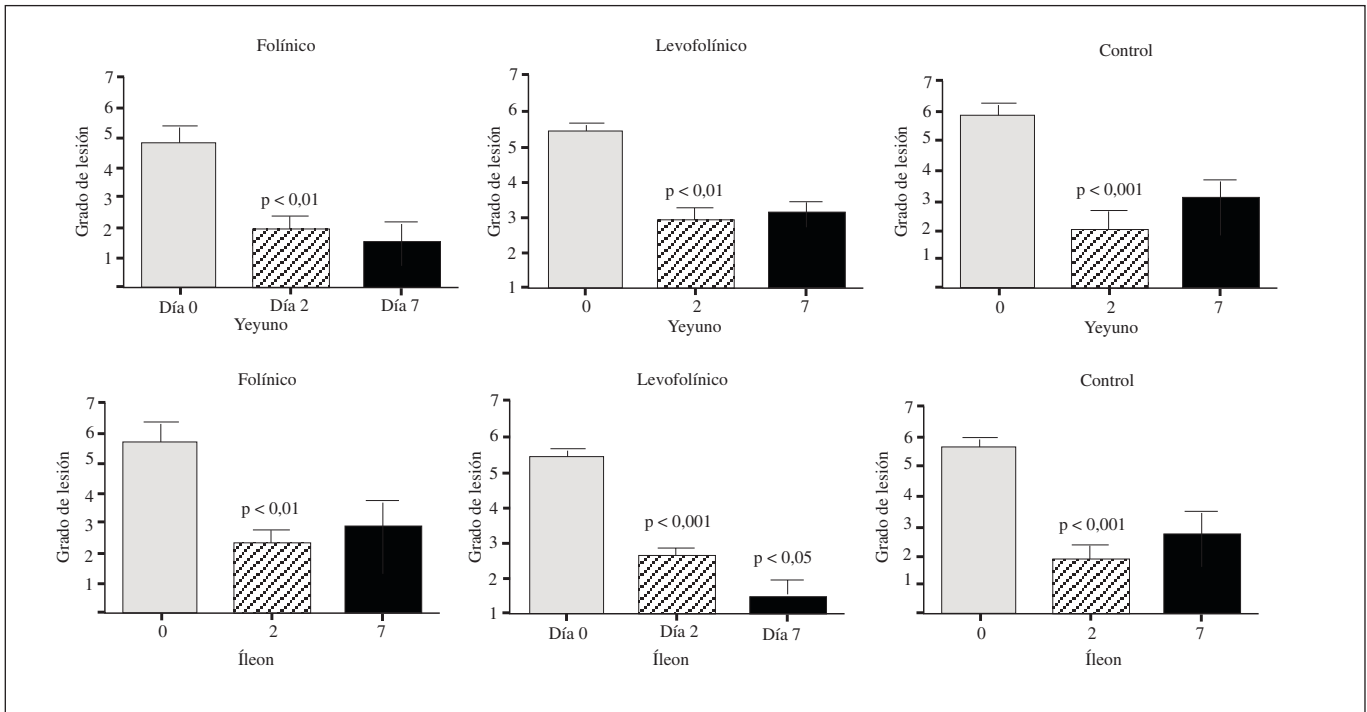 Folínico
7
6
5
4
3
2
1
Grado de lesión
p < 0,01
Día 0
Día 2
Día 7
Yeyuno
Levofolínico
7
6
5
4
3
2
1
Grado de lesión
p < 0,01
0
2
7
Yeyuno
Control
7
6
5
4
3
2
1
Grado de lesión
p < 0,001
0
2
7
Yeyuno
Folínico
7
6
5
4
3
2
1
Grado de lesión
p < 0,01
0
2
7
Íleon
Levofolínico
7
6
5
4
3
2
1
Grado de lesión
p < 0,001
p < 0,05
Día 0
Día 2
Día 7
Íleon
Control
7
6
5
4
3
2
1
Grado de lesión
p < 0,001
0
2
7
Íleon